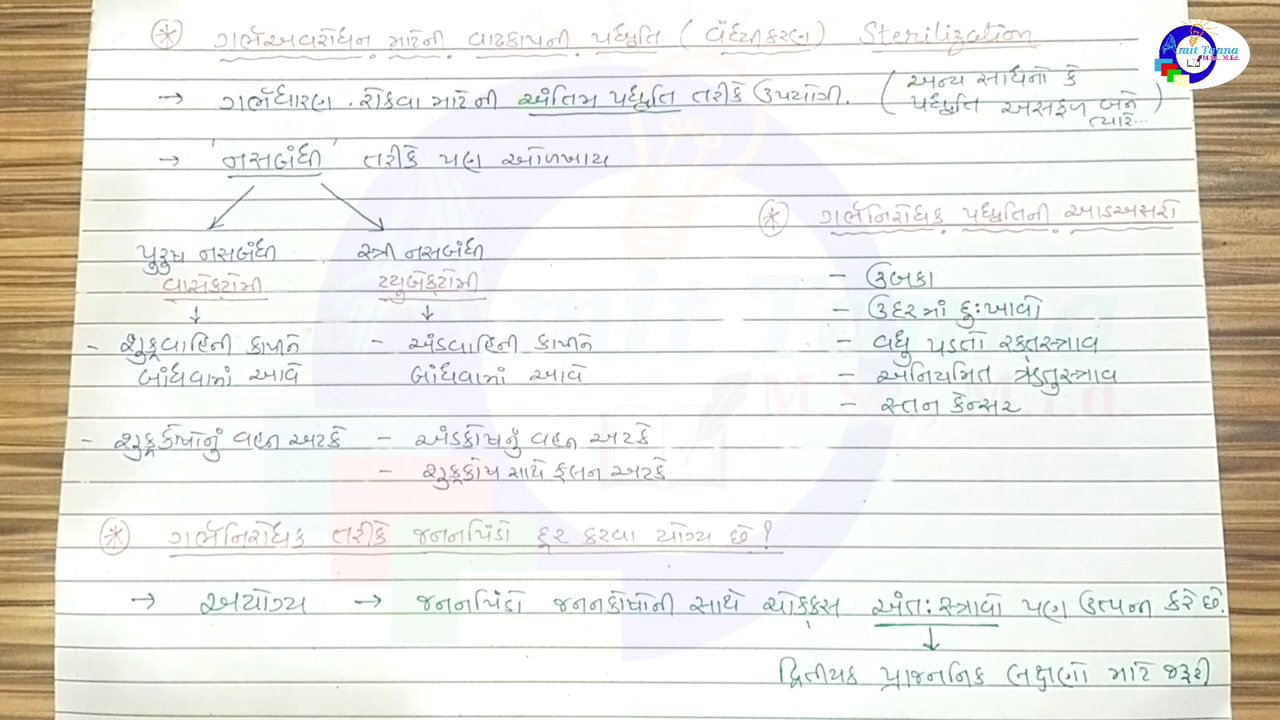 * ગર્ભઅવરોધન માટેની વાઢકાપની પદ્ધતિ (વંધ્યીકરણ) Sterilization
→ ગર્ભધારણ રોકવા માટેની અંતિમ પદ્ધતિ તરીકે ઉપયોગી. (અન્ય સાધનો કે પદ્ધતિ અસફળ બને ત્યારે...)
→ 'નસબંધી' તરીકે પણ ઓળખાય
પુરુષ નસબંધી સ્ત્રી નસબંધી
વાસેક્ટોમી ટ્યુબેક્ટોમી
- શુક્રવાહિની કાપીને - અંડવાહિની કાપીને
બાંધવામાં આવે બાંધવામાં આવે
- શુક્રકોષોનું વહન અટકે - અંડકોષનું વહન અટકે
- શુક્રકોષ સાથે ફલન અટકે
* ગર્ભનિરોધક પદ્ધતિની આડઅસરો
- ઉબકા
- ઉદરમાં દુઃખાવો
- વધુ પડતો રક્તસ્ત્રાવ
- અનિયમિત ઋતુસ્ત્રાવ
- સ્તન કેન્સર
* ગર્ભનિરોધક તરીકે જનનપિંડો દૂર કરવા યોગ્ય છે?
→ અયોગ્ય → જનનપિંડો જનનકોષોની સાથે ચોક્કસ અંતઃસ્ત્રાવો પણ ઉત્પન્ન કરે છે.
દ્વિતીયક પ્રાજનનિક લક્ષણો માટે જરૂરી
Amit Tanna
M.Sc., M.Ed.